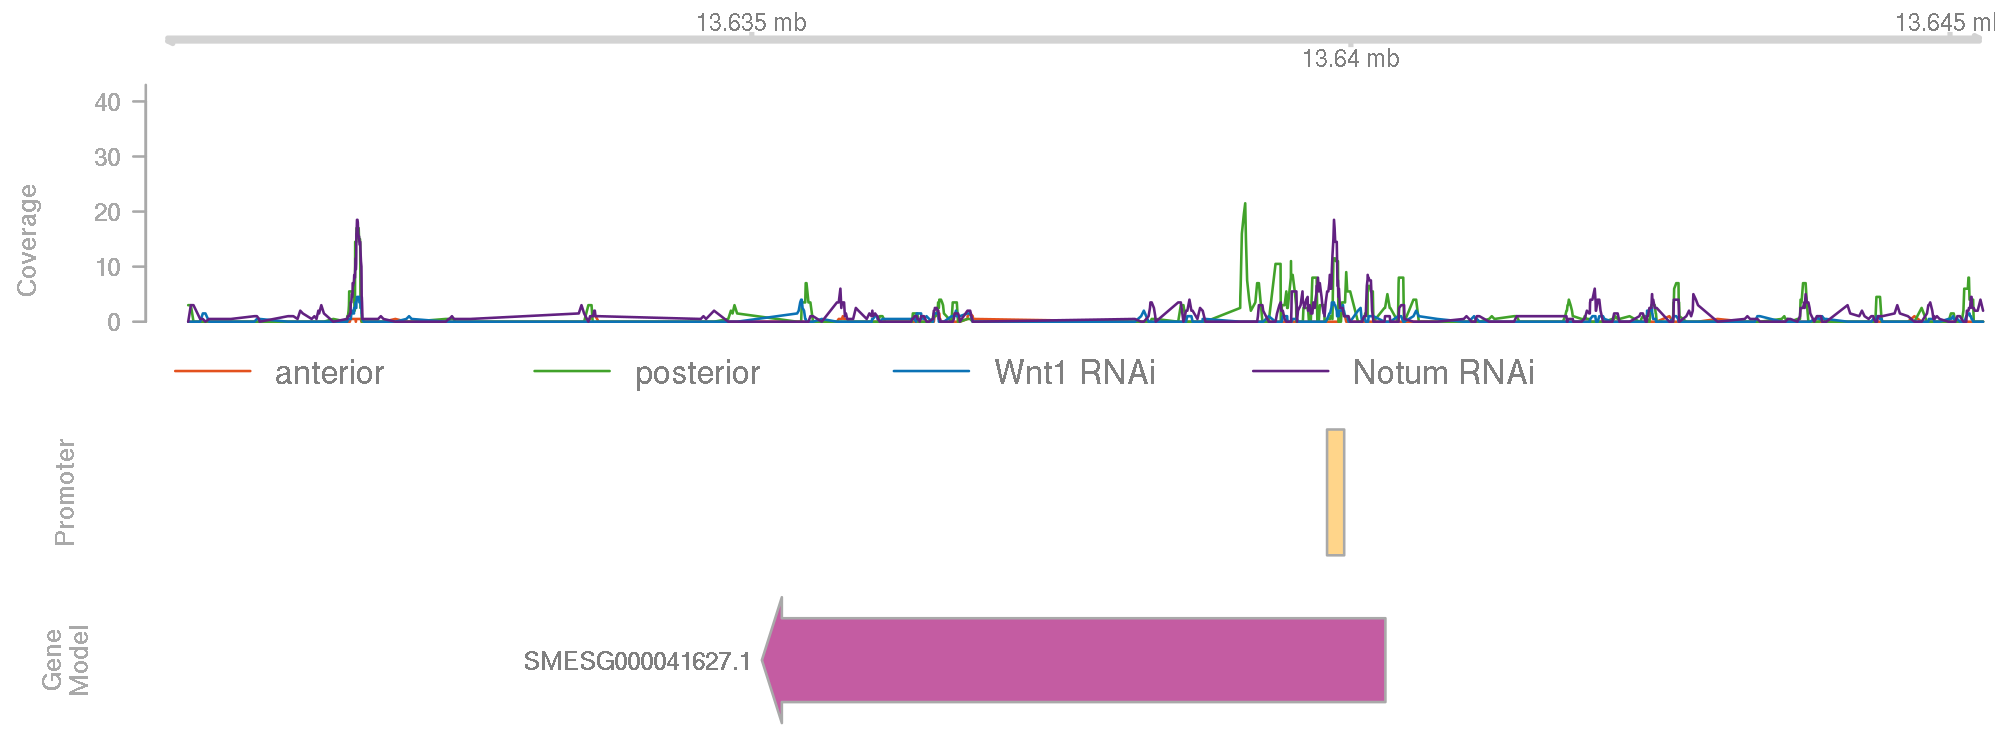 13.635 mb
13.645 m
13.64 mb
Coverage
40
30
20
10
0
anterior posterior Wnt1 RNAi Notum RNAi
Promoter
Gene
Model
SMESG000041627.1